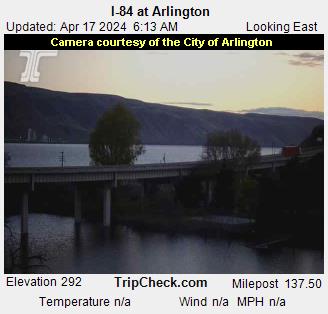 I-84 at Arlington
Updated: Apr 17 2024 6:13 AM Looking East
Camera courtesy of the City of Arlington
Elevation 292 TripCheck.com Milepost 137.50
Temperature n/a Wind n/a MPH n/a